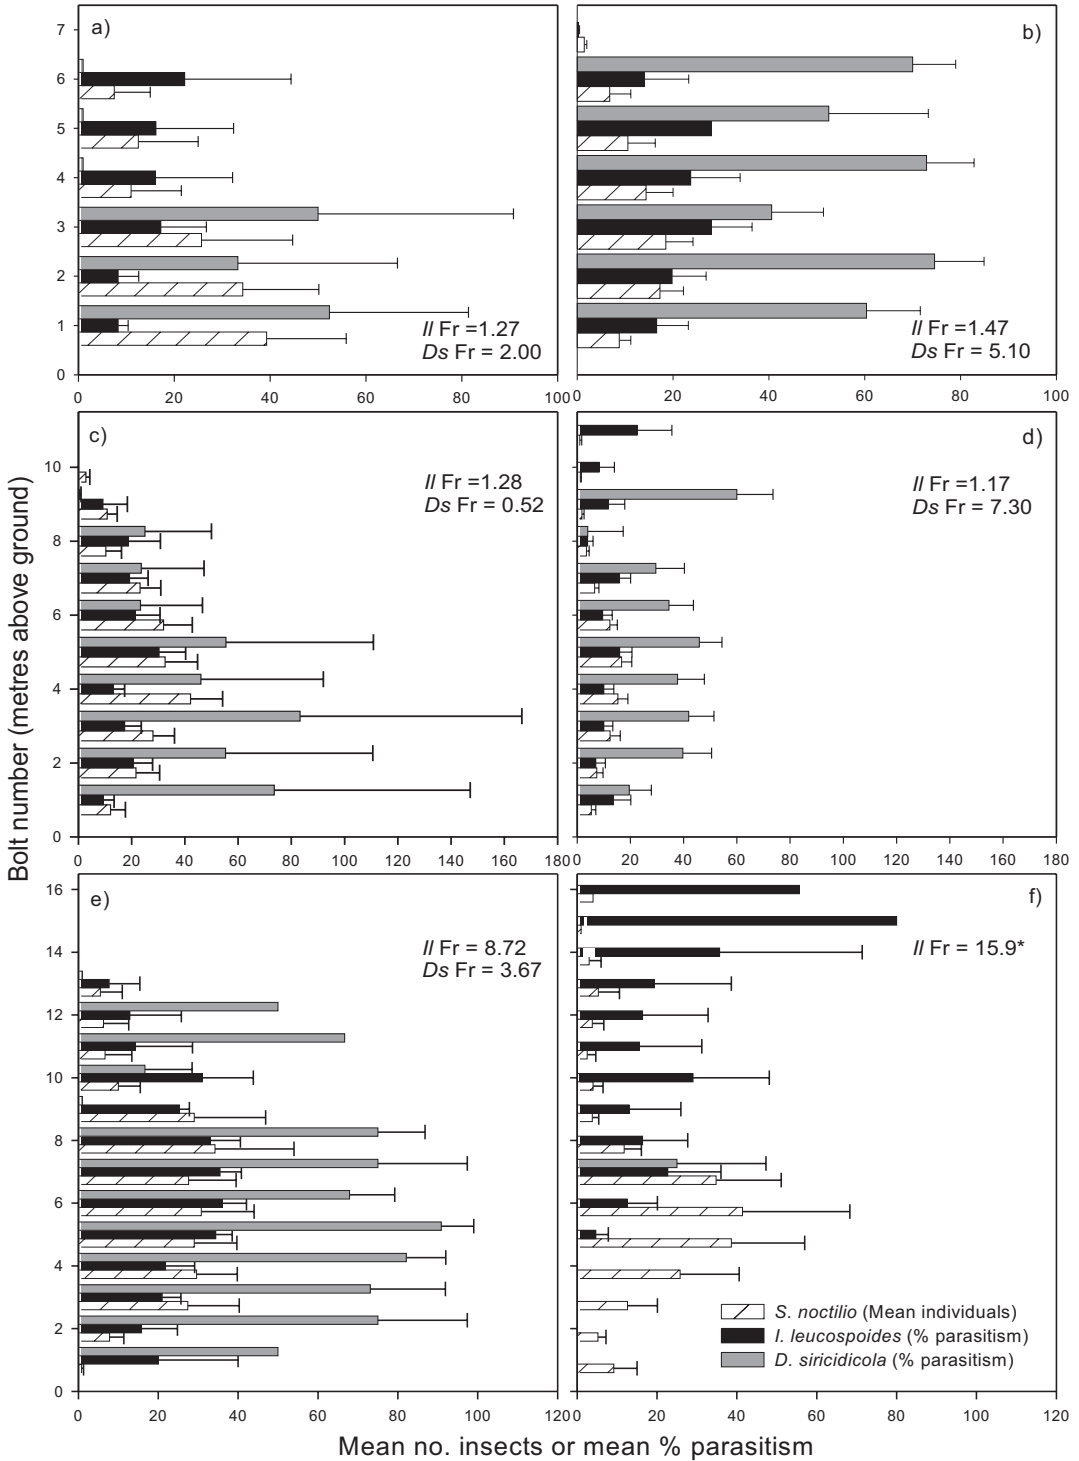 a)
7
6
5
4
3
2
1
0
Il Fr =1.27
Ds Fr = 2.00
0 20 40 60 80 100
b)
Il Fr =1.47
Ds Fr = 5.10
0 20 40 60 80 100
c)
10
8
6
4
2
0
Il Fr =1.28
Ds Fr = 0.52
0 20 40 60 80 100 120 140 160 180
d)
Il Fr =1.17
Ds Fr = 7.30
0 20 40 60 80 100 120 140 160 180
Bolt number (metres above ground)
e)
16
14
12
10
8
6
4
2
0
Il Fr = 8.72
Ds Fr = 3.67
0 20 40 60 80 100 120
f)
Il Fr = 15.9*
S. noctilio (Mean individuals)
I. leucospoides (% parasitism)
D. siricidicola (% parasitism)
0 20 40 60 80 100 120
Mean no. insects or mean % parasitism